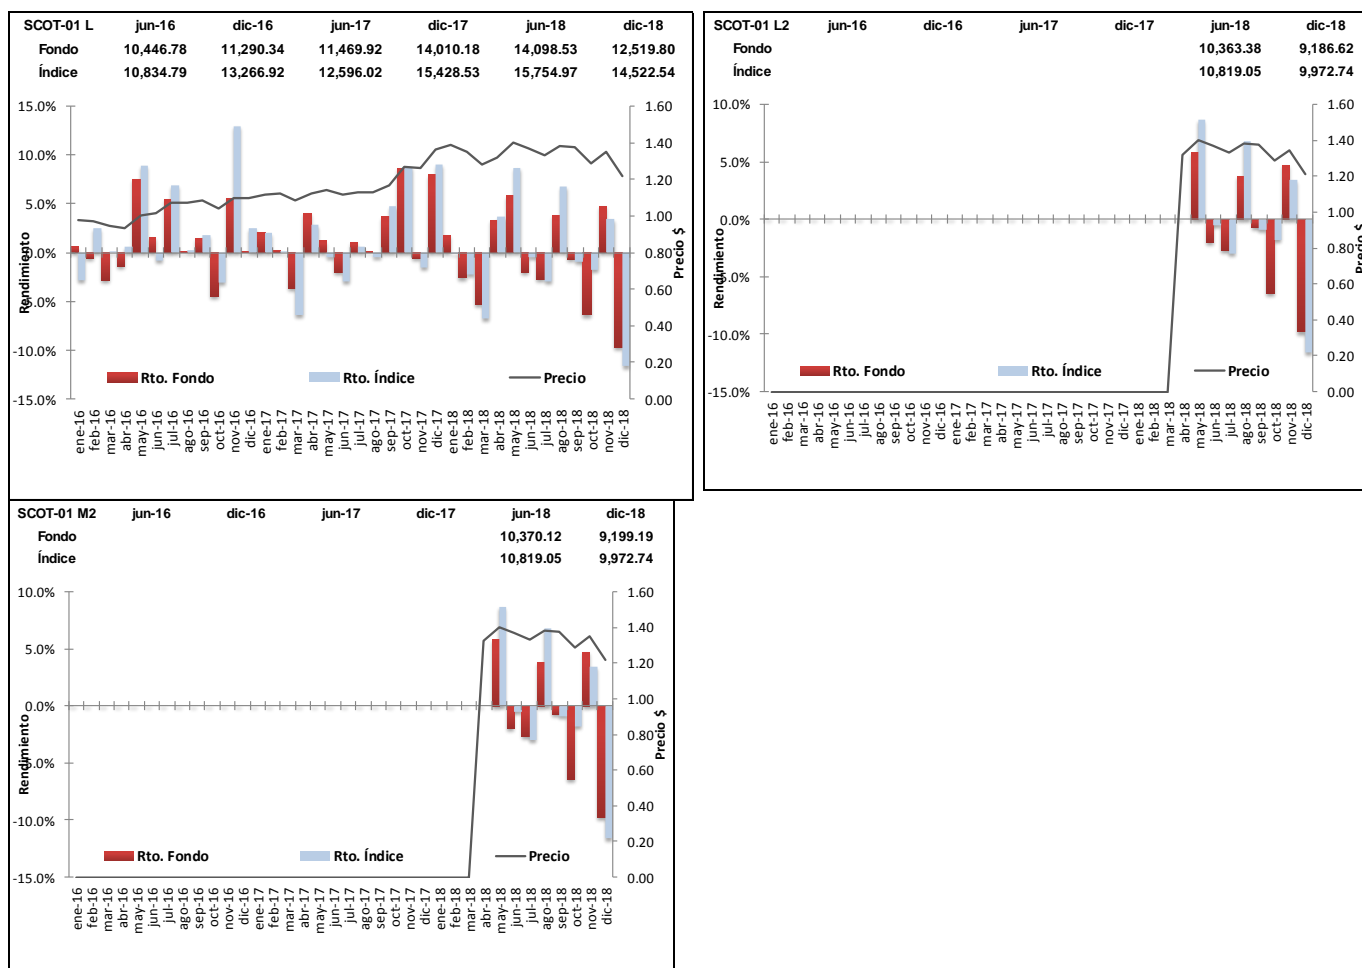 SCOT-01 L jun-16 dic-16 jun-17 dic-17 jun-18 dic-18
Fondo 10,446.78 11,290.34 11,469.92 14,010.18 14,098.53 12,519.80
Índice 10,834.79 13,266.92 12,596.02 15,428.53 15,754.97 14,522.54
15.0%
10.0%
5.0%
0.0%
-5.0%
-10.0%
-15.0%
Rendimiento
1.60
1.40
1.20
1.00
0.80
0.60
0.40
0.20
0.00
Precio $
Rto. Fondo Rto. Índice Precio
ene-16 feb-16 mar-16 abr-16 may-16 jun-16 jul-16 ago-16 sep-16 oct-16 nov-16 dic-16 ene-17 feb-17 mar-17 abr-17 may-17 jun-17 jul-17 ago-17 sep-17 oct-17 nov-17 dic-17 ene-18 feb-18 mar-18 abr-18 may-18 jun-18 jul-18 ago-18 sep-18 oct-18 nov-18 dic-18
SCOT-01 L2 jun-16 dic-16 jun-17 dic-17 jun-18 dic-18
Fondo 10,363.38 9,186.62
Índice 10,819.05 9,972.74
10.0%
5.0%
0.0%
-5.0%
-10.0%
-15.0%
Rendimiento
1.60
1.40
1.20
1.00
0.80
0.60
0.40
0.20
0.00
Precio $
Rto. Fondo Rto. Índice Precio
ene-16 feb-16 mar-16 abr-16 may-16 jun-16 jul-16 ago-16 sep-16 oct-16 nov-16 dic-16 ene-17 feb-17 mar-17 abr-17 may-17 jun-17 jul-17 ago-17 sep-17 oct-17 nov-17 dic-17 ene-18 feb-18 mar-18 abr-18 may-18 jun-18 jul-18 ago-18 sep-18 oct-18 nov-18 dic-18
SCOT-01 M2 jun-16 dic-16 jun-17 dic-17 jun-18 dic-18
Fondo 10,370.12 9,199.19
Índice 10,819.05 9,972.74
10.0%
5.0%
0.0%
-5.0%
-10.0%
-15.0%
Rendimiento
1.60
1.40
1.20
1.00
0.80
0.60
0.40
0.20
0.00
Precio $
Rto. Fondo Rto. Índice Precio
ene-16 feb-16 mar-16 abr-16 may-16 jun-16 jul-16 ago-16 sep-16 oct-16 nov-16 dic-16 ene-17 feb-17 mar-17 abr-17 may-17 jun-17 jul-17 ago-17 sep-17 oct-17 nov-17 dic-17 ene-18 feb-18 mar-18 abr-18 may-18 jun-18 jul-18 ago-18 sep-18 oct-18 nov-18 dic-18